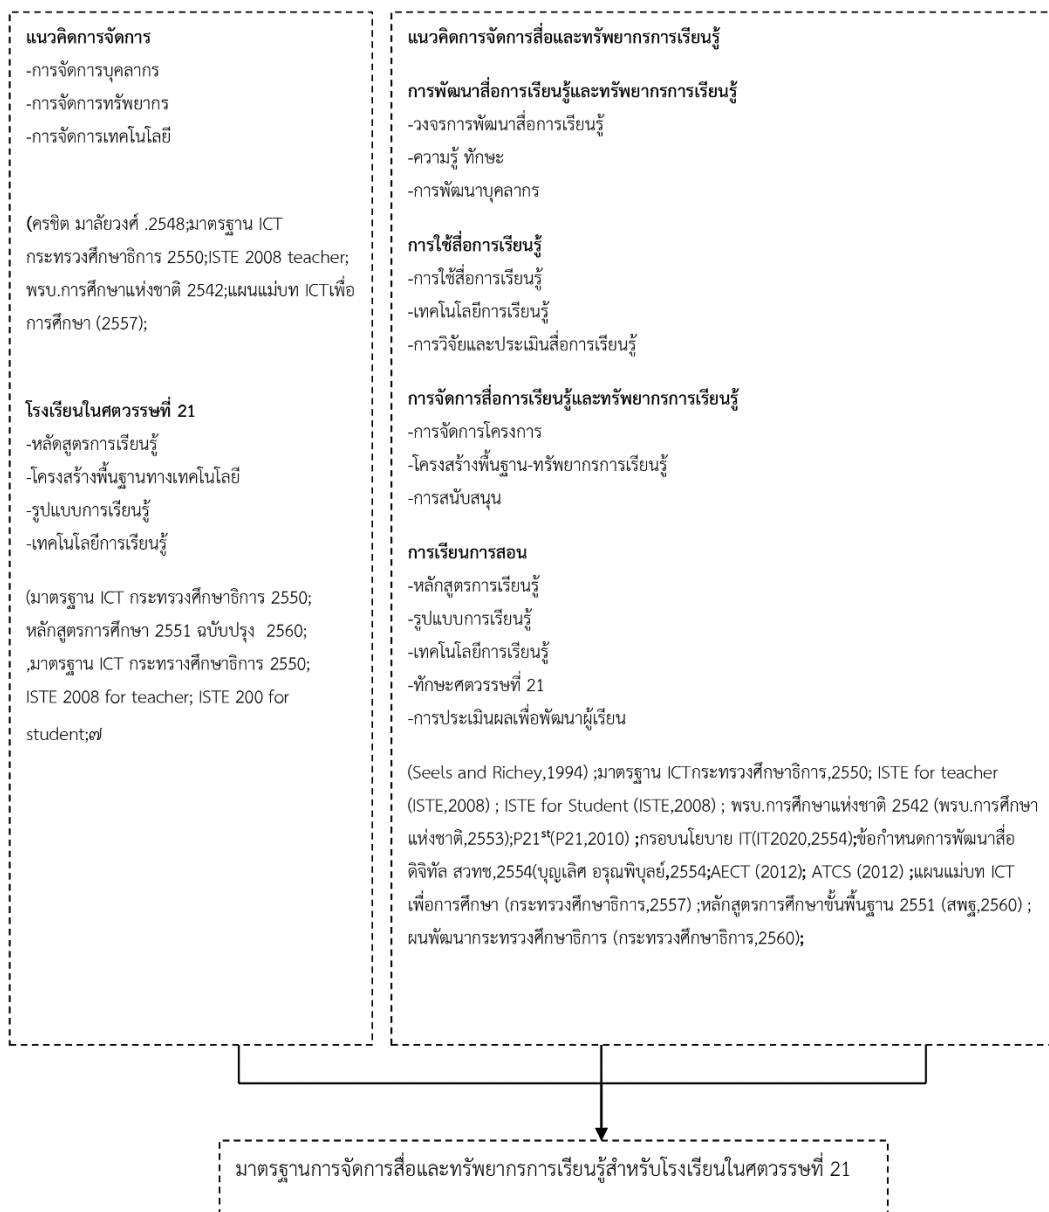 แนวคิดการจัดการ
-การจัดการบุคลากร
-การจัดการทรัพยากร
-การจัดการเทคโนโลยี
(ครชิต มาลัยวงศ์ .2548;มาตรฐาน ICT
กระทรวงศึกษาธิการ 2550;ISTE 2008 teacher;
พรบ.การศึกษาแห่งชาติ 2542;แผนแม่บท ICTเพื่อ
การศึกษา (2557);
โรงเรียนในศตวรรษที่ 21
-หลัดสูตรการเรียนรู้
-โครงสร้างพื้นฐานทางเทคโนโลยี
-รูปแบบการเรียนรู้
-เทคโนโลยีการเรียนรู้
(มาตรฐาน ICT กระทรวงศึกษาธิการ 2550;
หลักสูตรการศึกษา 2551 ฉบับปรุง 2560;
,มาตรฐาน ICT กระทรางศึกษาธิการ 2550;
ISTE 2008 for teacher; ISTE 200 for
student;๗
แนวคิดการจัดการสื่อและทรัพยากรการเรียนรู้
การพัฒนาสื่อการเรียนรู้และทรัพยากรการเรียนรู้
-วงจรการพัฒนาสื่อการเรียนรู้
-ความรู้ ทักษะ
-การพัฒนาบุคลากร
การใช้สื่อการเรียนรู้
-การใช้สื่อการเรียนรู้
-เทคโนโลยีการเรียนรู้
-การวิจัยและประเมินสื่อการเรียนรู้
การจัดการสื่อการเรียนรู้และทรัพยากรการเรียนรู้
-การจัดการโครงการ
-โครงสร้างพื้นฐาน-ทรัพยากรการเรียนรู้
-การสนับสนุน
การเรียนการสอน
-หลักสูตรการเรียนรู้
-รูปแบบการเรียนรู้
-เทคโนโลยีการเรียนรู้
-ทักษะศตวรรษที่ 21
-การประเมินผลเพื่อพัฒนาผู้เรียน
(Seels and Richey,1994) ;มาตรฐาน ICTกระทรวงศึกษาธิการ,2550; ISTE for teacher
(ISTE,2008) ; ISTE for Student (ISTE,2008) ; พรบ.การศึกษาแห่งชาติ 2542 (พรบ.การศึกษา
แห่งชาติ,2553);P21st(P21,2010) ;กรอบนโยบาย IT(IT2020,2554);ข้อกำหนดการพัฒนาสื่อ
ดิจิทัล สวทช,2554(บุญเลิศ อรุณพิบูลย์,2554;AECT (2012); ATCS (2012) ;แผนแม่บท ICT
เพื่อการศึกษา (กระทรวงศึกษาธิการ,2557) ;หลักสูตรการศึกษาขั้นพื้นฐาน 2551 (สพฐ,2560) ;
ผนพัฒนากระทรวงศึกษาธิการ (กระทรวงศึกษาธิการ,2560);
มาตรฐานการจัดการสื่อและทรัพยากรการเรียนรู้สำหรับโรงเรียนในศตวรรษที่ 21